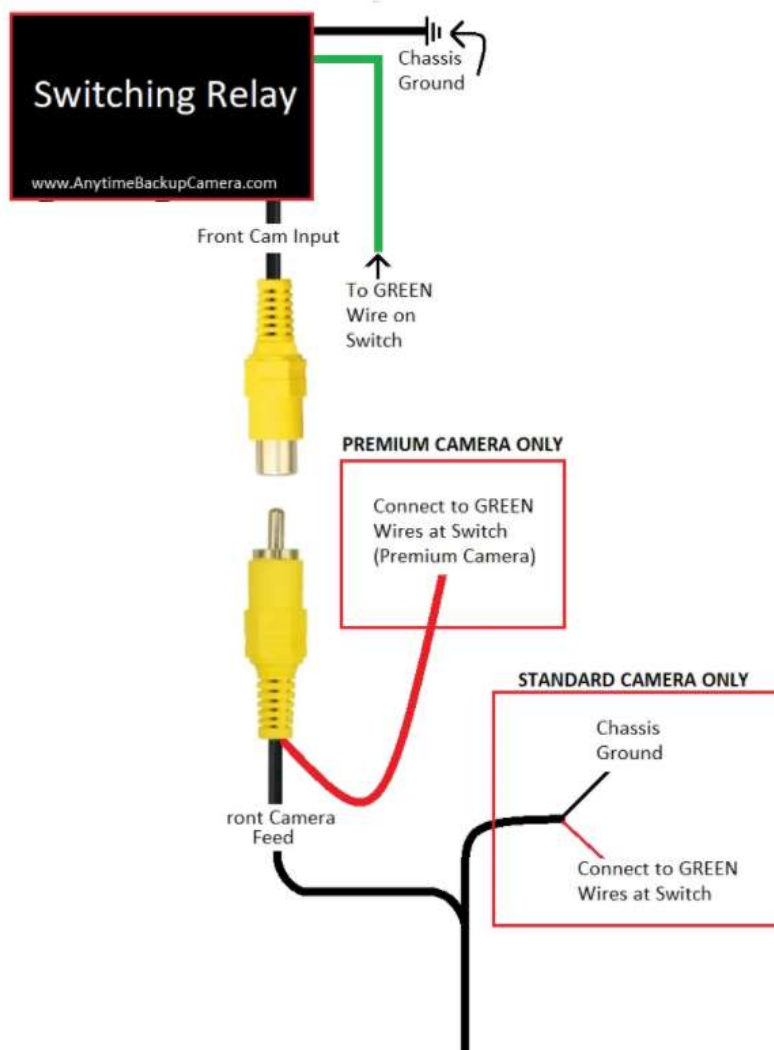 Chassis
Ground
Switching Relay
www.AnytimeBackupCamera.com
Front Cam Input
To GREEN
Wire on
Switch
PREMIUM CAMERA ONLY
Connect to GREEN
Wires at Switch
(Premium Camera)
STANDARD CAMERA ONLY
Chassis
Ground
ront Camera
Feed
Connect to GREEN
Wires at Switch